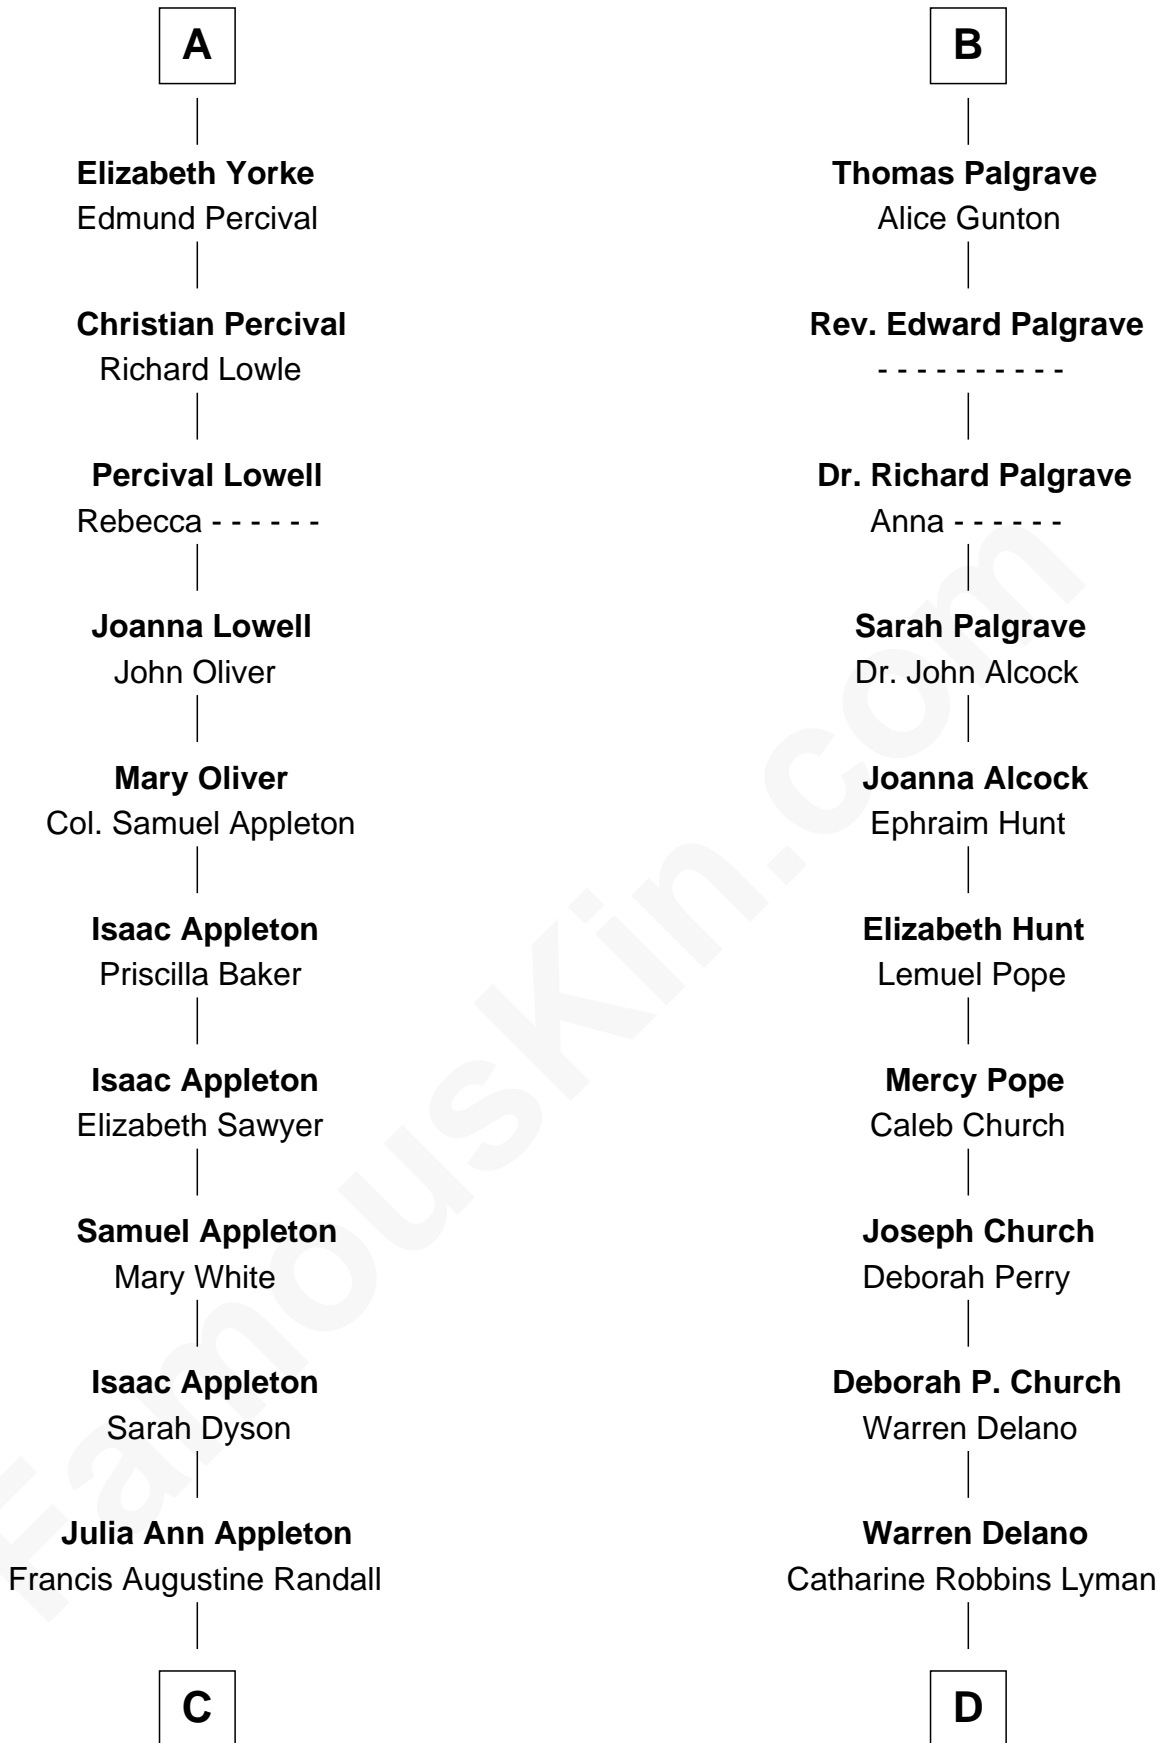 A
Elizabeth Yorke
Edmund Percival
Christian Percival
Richard Lowle
Percival Lowell
Rebecca - - - - - -
Joanna Lowell
John Oliver
Mary Oliver
Col. Samuel Appleton
Isaac Appleton
Priscilla Baker
Isaac Appleton
Elizabeth Sawyer
Samuel Appleton
Mary White
Isaac Appleton
Sarah Dyson
Julia Ann Appleton
Francis Augustine Randall
C
B
Thomas Palgrave
Alice Gunton
Rev. Edward Palgrave
- - - - - - - - - -
Dr. Richard Palgrave
Anna - - - - - -
Sarah Palgrave
Dr. John Alcock
Joanna Alcock
Ephraim Hunt
Elizabeth Hunt
Lemuel Pope
Mercy Pope
Caleb Church
Joseph Church
Deborah Perry
Deborah P. Church
Warren Delano
Warren Delano
Catharine Robbins Lyman
D
FamousKin.com